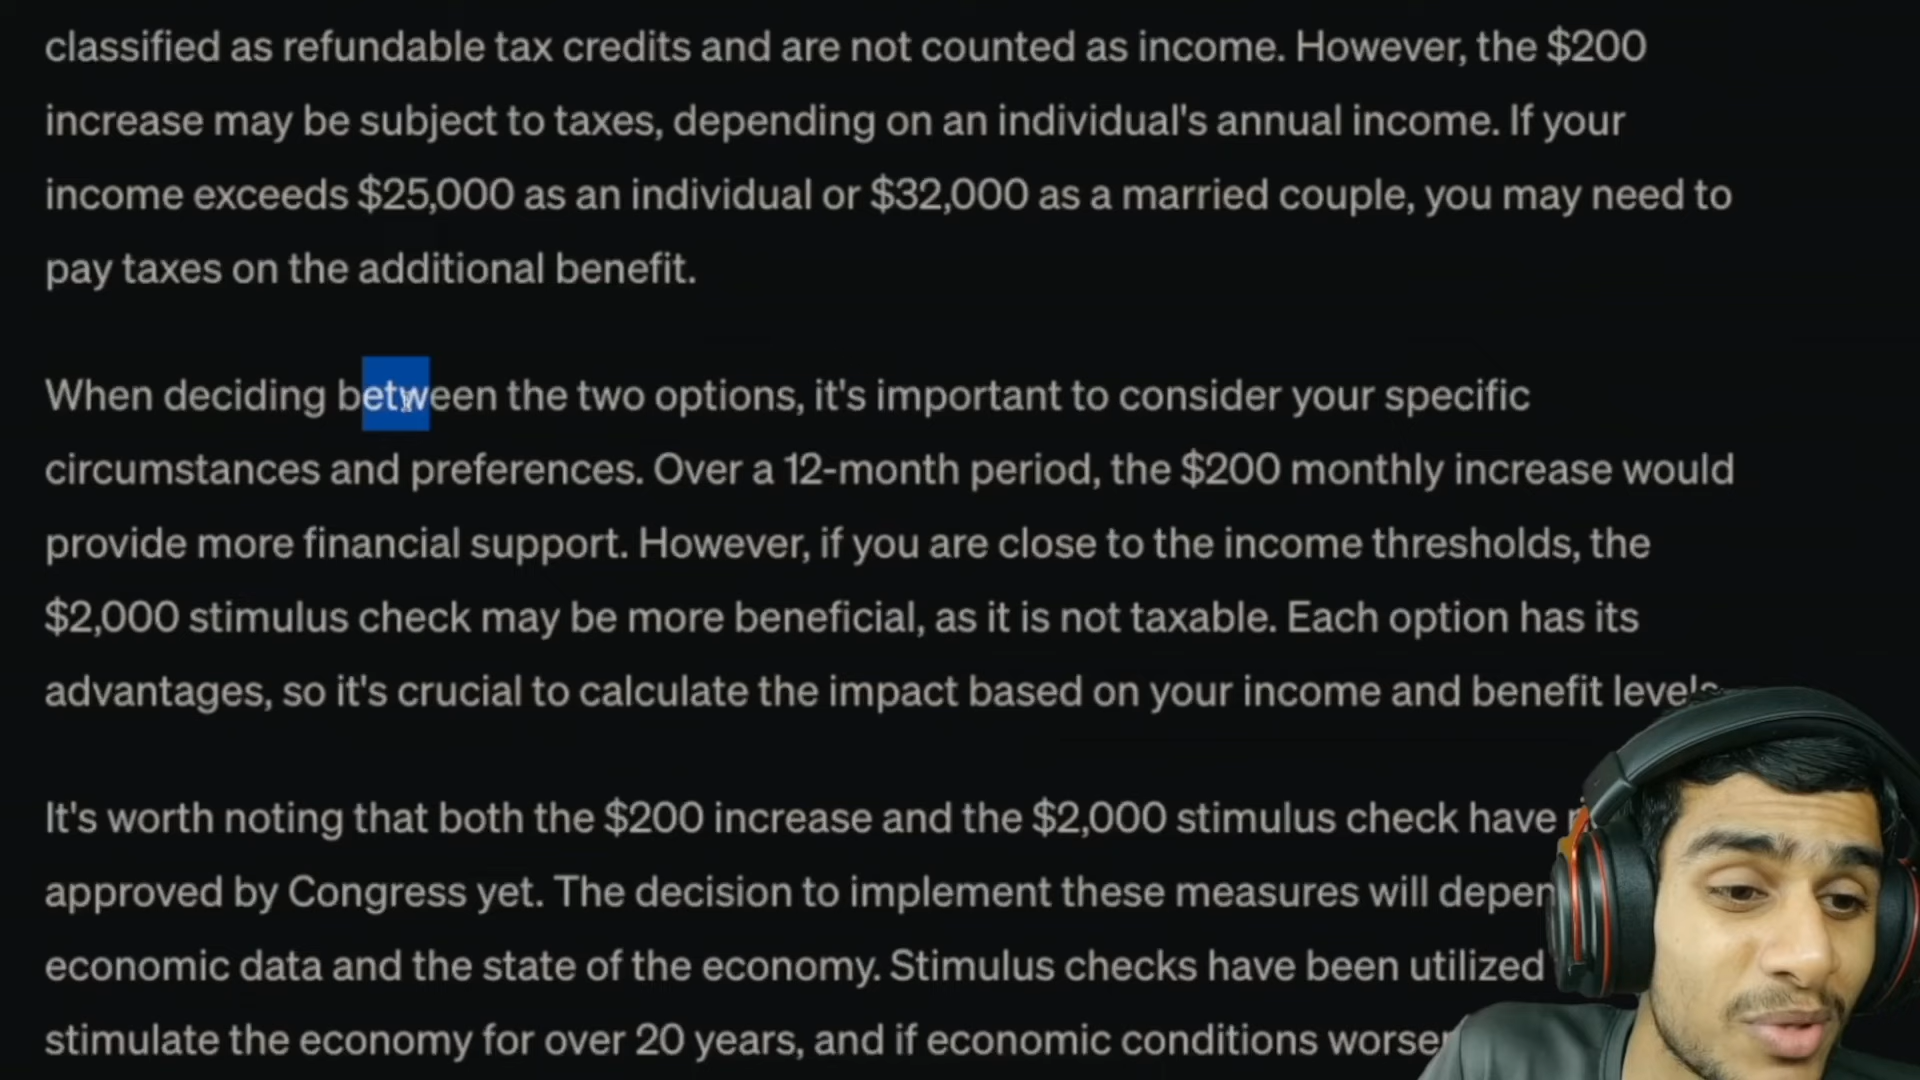 classified as refundable tax credits and are not counted as income. However, the $200
increase may be subject to taxes, depending on an individual's annual income. If your
income exceeds $25,000 as an individual or $32,000 as a married couple, you may need to
pay taxes on the additional benefit.
When deciding between the two options, it's important to consider your specific
circumstances and preferences. Over a 12-month period, the $200 monthly increase would
provide more financial support. However, if you are close to the income thresholds, the
$2,000 stimulus check may be more beneficial, as it is not taxable. Each option has its
advantages, so it's crucial to calculate the impact based on your income and benefit levels
It's worth noting that both the $200 increase and the $2,000 stimulus check have
approved by Congress yet. The decision to implement these measures will depen
economic data and the state of the economy. Stimulus checks have been utilized
stimulate the economy for over 20 years, and if economic conditions worse